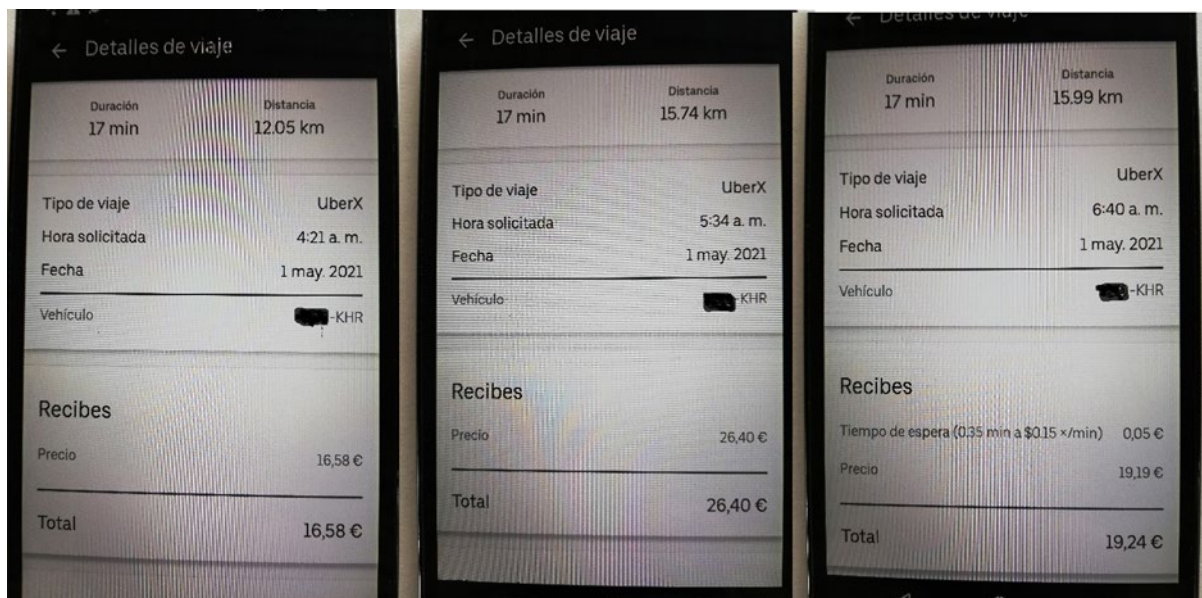 ← Detalles de viaje
Duración Distancia
17 min 12.05 km
Tipo de viaje UberX
Hora solicitada 4:21 a. m.
Fecha 1 may. 2021
Vehículo -KHR
Recibes
Precio 16,58 €
Total 16,58 €
← Detalles de viaje
Duración Distancia
17 min 15.74 km
Tipo de viaje UberX
Hora solicitada 5:34 a. m.
Fecha 1 may. 2021
Vehículo -KHR
Recibes
Precio 26,40 €
Total 26,40 €
← Detalles de viaje
Duración Distancia
17 min 15.99 km
Tipo de viaje UberX
Hora solicitada 6:40 a. m.
Fecha 1 may. 2021
Vehículo -KHR
Recibes
Tiempo de espera (0.35 min a $0.15 ×/min) 0,05 €
Precio 19,19 €
Total 19,24 €